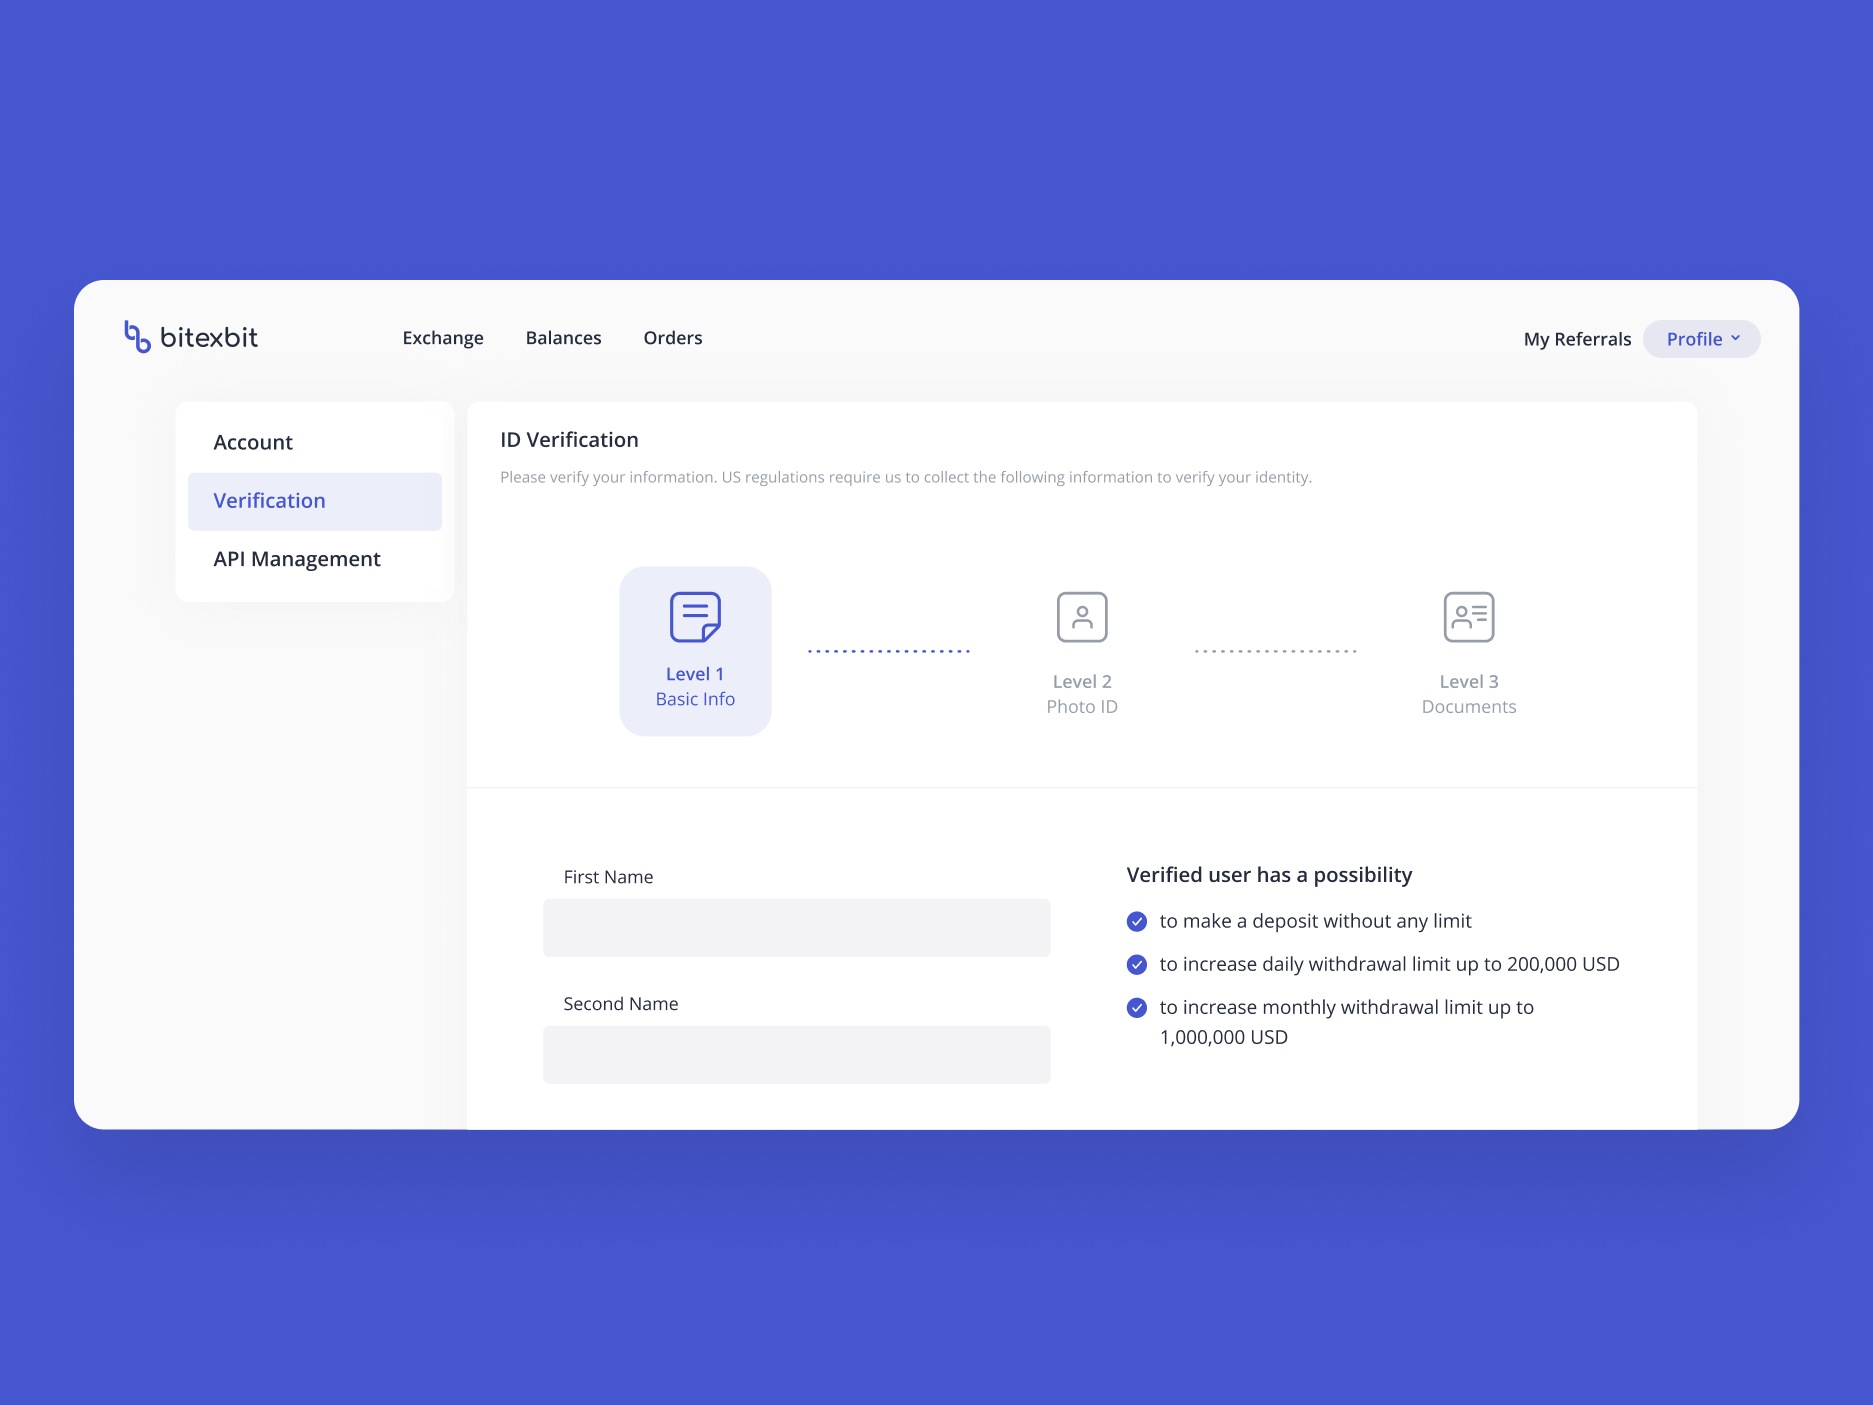 bitexbit
Exchange
Balances
Orders
My Referrals
Profile
Account
Verification
API Management
ID Verification
Please verify your information. US regulations require us to collect the following information to verify your identity.
Level 1
Basic Info
Level 2
Photo ID
Level 3
Documents
First Name
Second Name
Verified user has a possibility
to make a deposit without any limit
to increase daily withdrawal limit up to 200,000 USD
to increase monthly withdrawal limit up to
1,000,000 USD